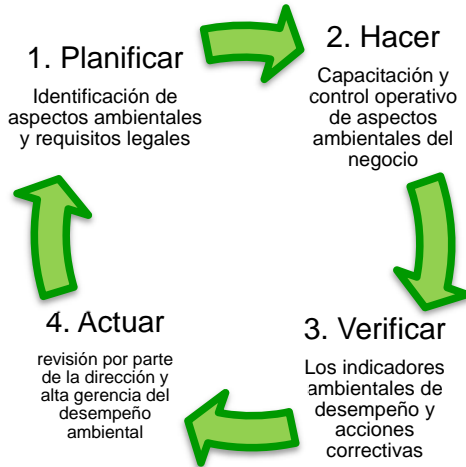 1. Planificar
Identificación de
aspectos ambientales
y requisitos legales
2. Hacer
Capacitación y
control operativo
de aspectos
ambientales del
negocio
3. Verificar
Los indicadores
ambientales de
desempeño y
acciones
correctivas
4. Actuar
revisión por parte
de la dirección y
alta gerencia del
desempeño
ambiental